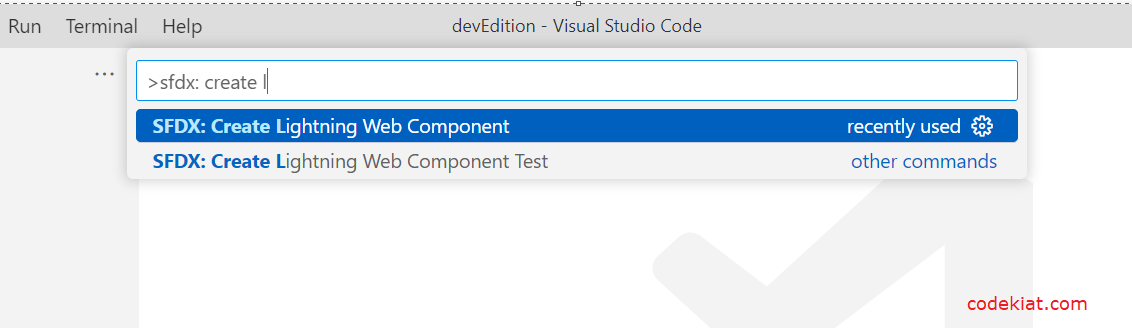 Run Terminal Help devEdition - Visual Studio Code
...
>sfdx: create l
SFDX: Create Lightning Web Component recently used
SFDX: Create Lightning Web Component Test other commands
codekiat.com